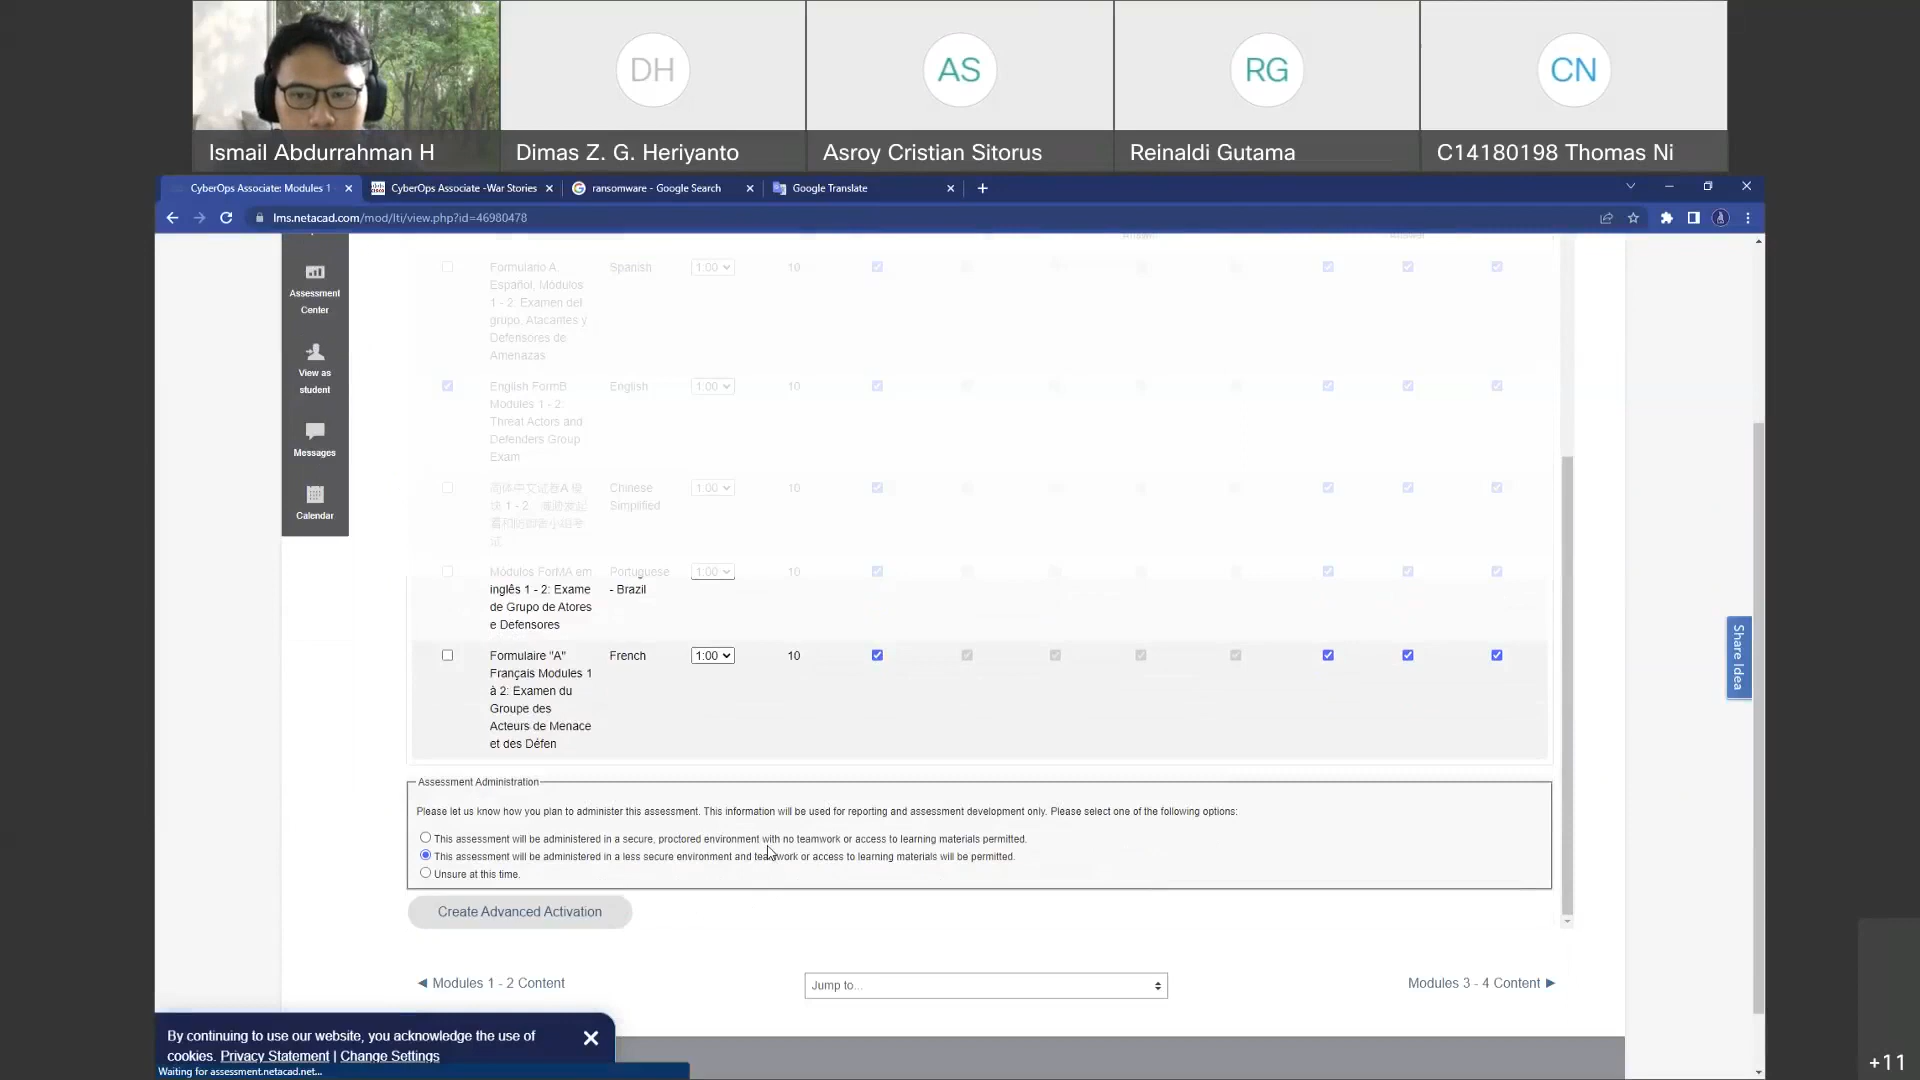 DH
AS
RG
CN
Ismail Abdurrahman H
Dimas Z. G. Heriyanto
Asroy Cristian Sitorus
Reinaldi Gutama
C14180198 Thomas Ni
CyberOps Associate: Modules 1 -
CyberOps Associate -War Stories
ransomware - Google Search
Google Translate
lms.netacad.com/mod/lti/view.php?id=46980478
Assessment
Center
View as
student
Messages
Calendar
Formulario A
Español, Módulos
1 - 2: Examen del
grupo, Atacantes y
Defensores de
Amenazas
Spanish
1:00
10
English FormB
Modules 1 - 2:
Threat Actors and
Defenders Group
Exam
English
1:00
10
Chinese
Simplified
1:00
10
Módulos ForMA em
inglês 1 - 2: Exame
de Grupo de Atores
e Defensores
Portuguese
- Brazil
1:00
10
Formulaire "A"
Français Modules 1
à 2: Examen du
Groupe des
Acteurs de Menace
et des Défen
French
1:00
10
Assessment Administration
Please let us know how you plan to administer this assessment. This information will be used for reporting and assessment development only. Please select one of the following options:
This assessment will be administered in a secure, proctored environment with no teamwork or access to learning materials permitted.
This assessment will be administered in a less secure environment and teamwork or access to learning materials will be permitted.
Unsure at this time.
Create Advanced Activation
◄ Modules 1 - 2 Content
Jump to...
Modules 3 - 4 Content ►
Share Idea
By continuing to use our website, you acknowledge the use of
cookies. Privacy Statement | Change Settings
Waiting for assessment.netacad.net...
+11